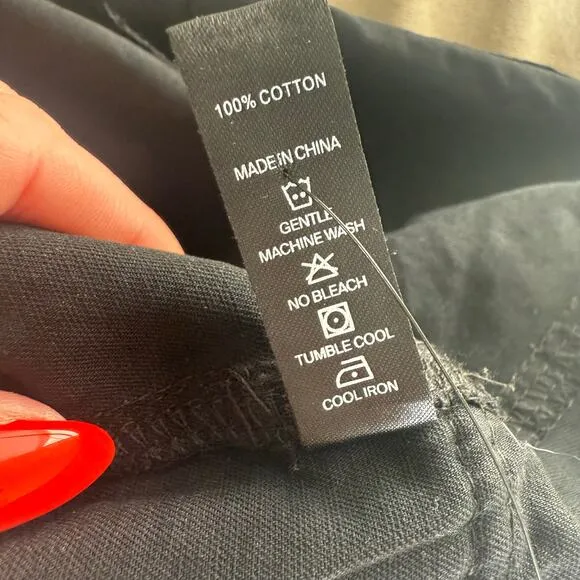 100% COTTON
MADE IN CHINA
GENTLE
MACHINE WASH
NO BLEACH
TUMBLE COOL
COOL IRON